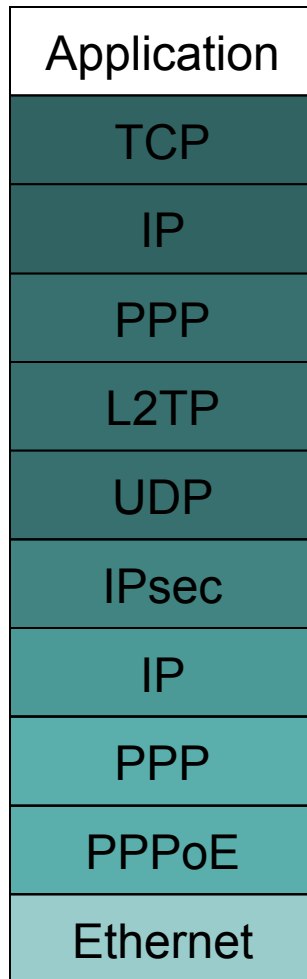 Application
TCP
IP
PPP
L2TP
UDP
IPsec
IP
PPP
PPPoE
Ethernet